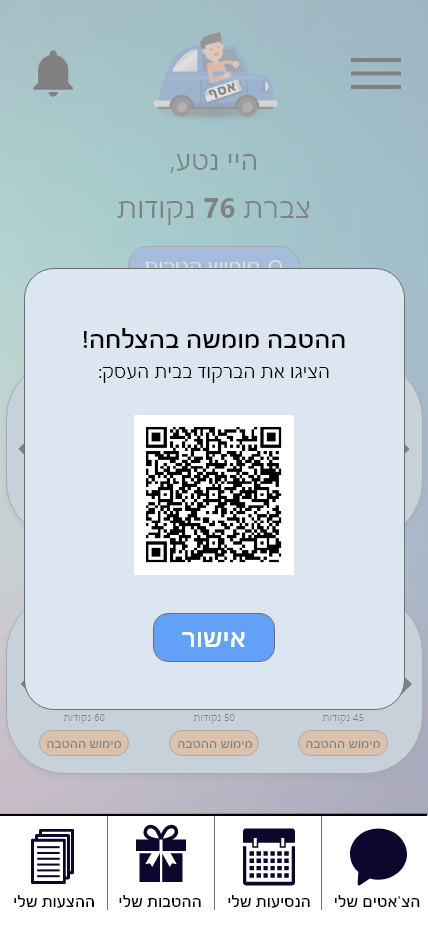 אסף
היי נטע,
צברת 76 נקודות
ההטבה מומשה בהצלחה!
הציגו את הברקוד בבית העסק:
אישור
45 נקודות
50 נקודות
60 נקודות
מימוש ההטבה
מימוש ההטבה
מימוש ההטבה
הצ'אטים שלי
הנסיעות שלי
ההטבות שלי
ההצעות שלי